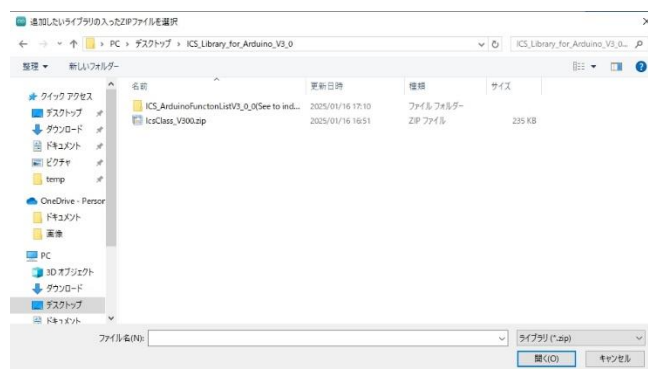 追加したいライブラリの入ったZIPファイルを選択
PC › デスクトップ › ICS_Library_for_Arduino_V3_0
ICS_Library_for_Arduino_V3_0...
整理 新しいフォルダー
名前 更新日時 種類 サイズ
ICS_ArduinoFunctonListV3_0_0(See to ind... 2025/01/16 17:10 ファイル フォルダー
IcsClass_V300.zip 2025/01/16 16:51 ZIP ファイル 235 KB
クイック アクセス
デスクトップ
ダウンロード
ドキュメント
ピクチャ
temp
OneDrive - Person
ドキュメント
画像
PC
3D オブジェクト
ダウンロード
デスクトップ
ドキュメント
ファイル名(N):
ライブラリ (*.zip)
開く(O) キャンセル